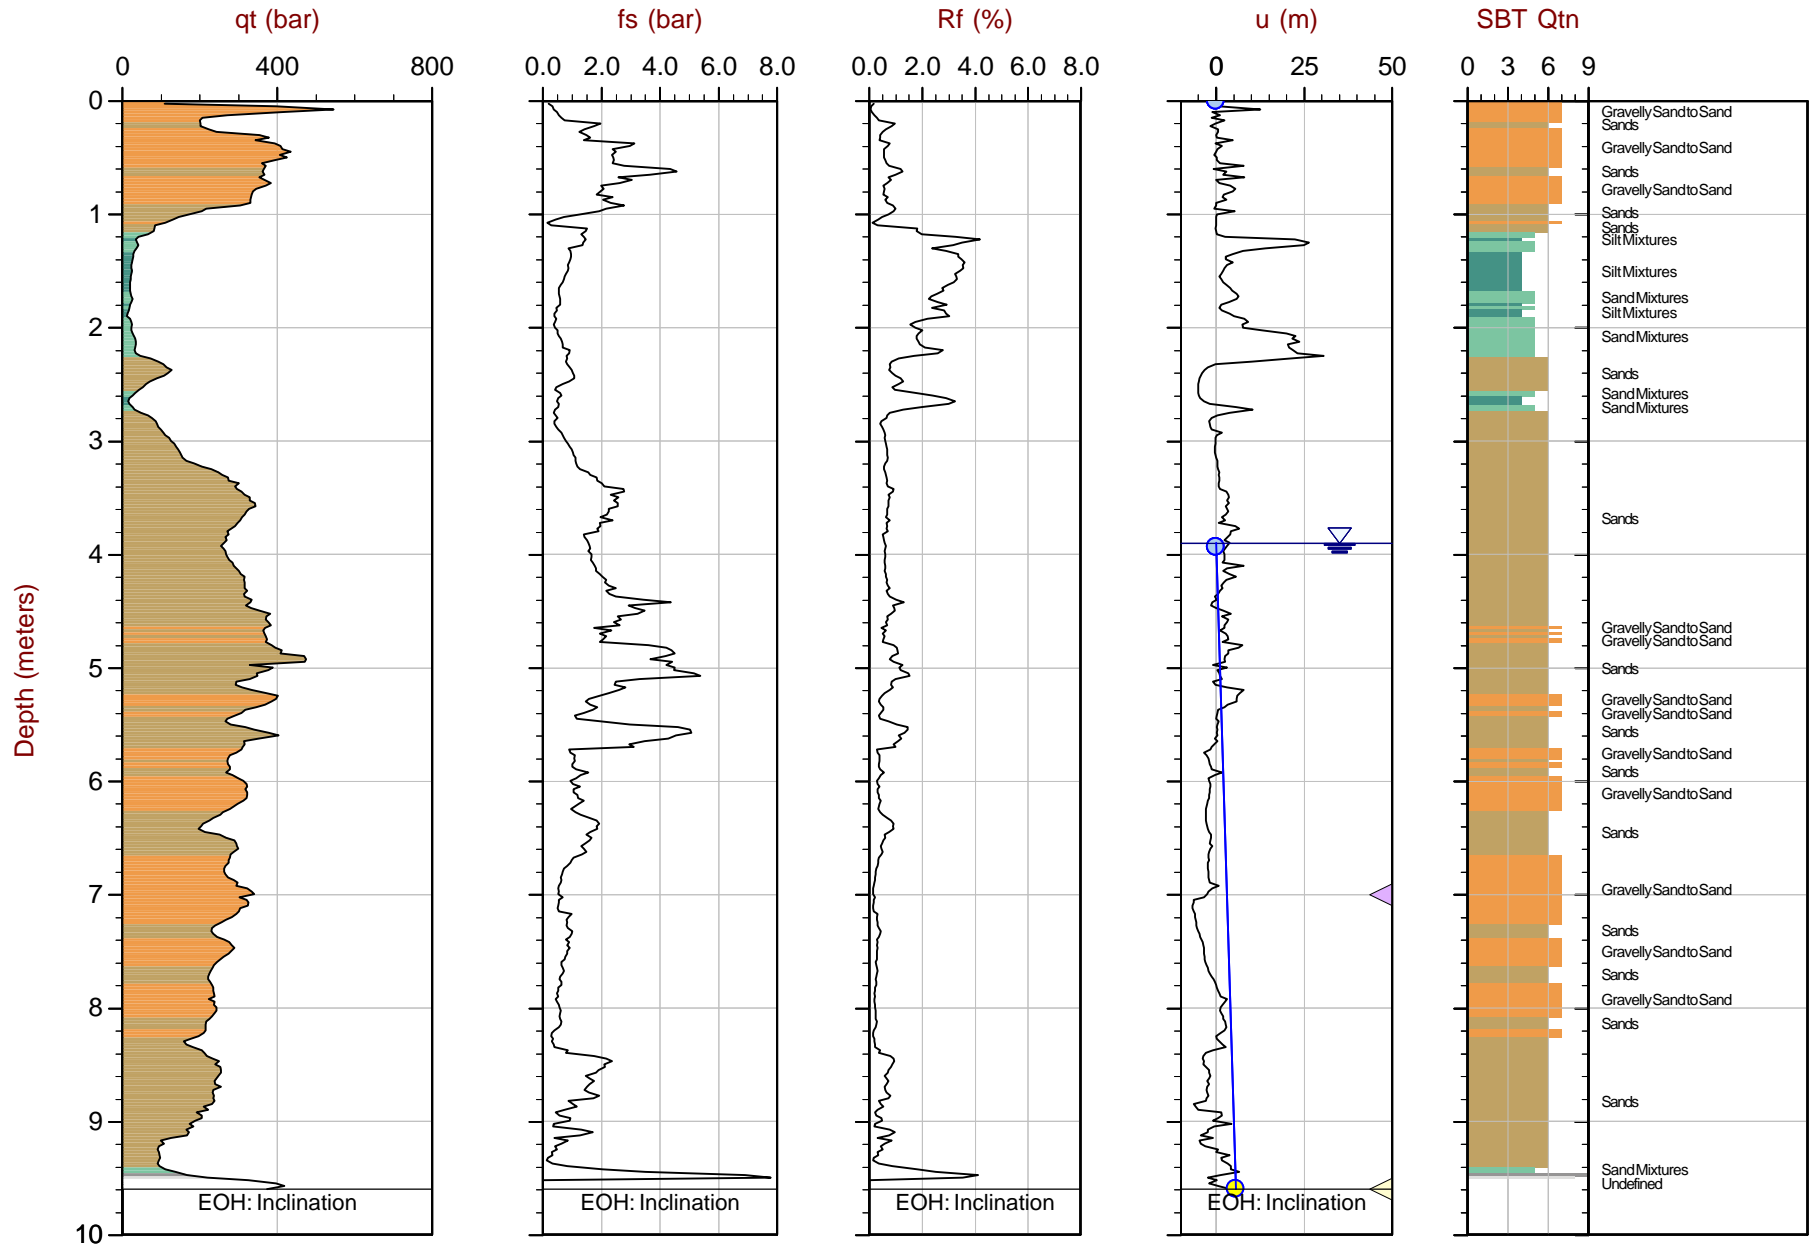 qt (bar) fs (bar) Rf (%) u (m) SBT Qtn
0 400 800 0.0 2.0 4.0 6.0 8.0 0.0 2.0 4.0 6.0 8.0 0 25 50 0 3 6 9
0
Gravelly Sand to Sand
Sands
Gravelly Sand to Sand
Sands
Gravelly Sand to Sand
1
Sands
Sands
Silt Mixtures
Silt Mixtures
Sand Mixtures
Silt Mixtures
2
Sand Mixtures
Sands
Sand Mixtures
Sand Mixtures
3
Sands
4
Gravelly Sand to Sand
Gravelly Sand to Sand
Depth (meters)
5
Sands
Gravelly Sand to Sand
Gravelly Sand to Sand
Sands
Gravelly Sand to Sand
Sands
6
Gravelly Sand to Sand
Sands
Gravelly Sand to Sand
7
Sands
Gravelly Sand to Sand
Sands
Gravelly Sand to Sand
8
Sands
Sands
9
Sand Mixtures
Undefined
EOH: Inclination EOH: Inclination EOH: Inclination EOH: Inclination
10